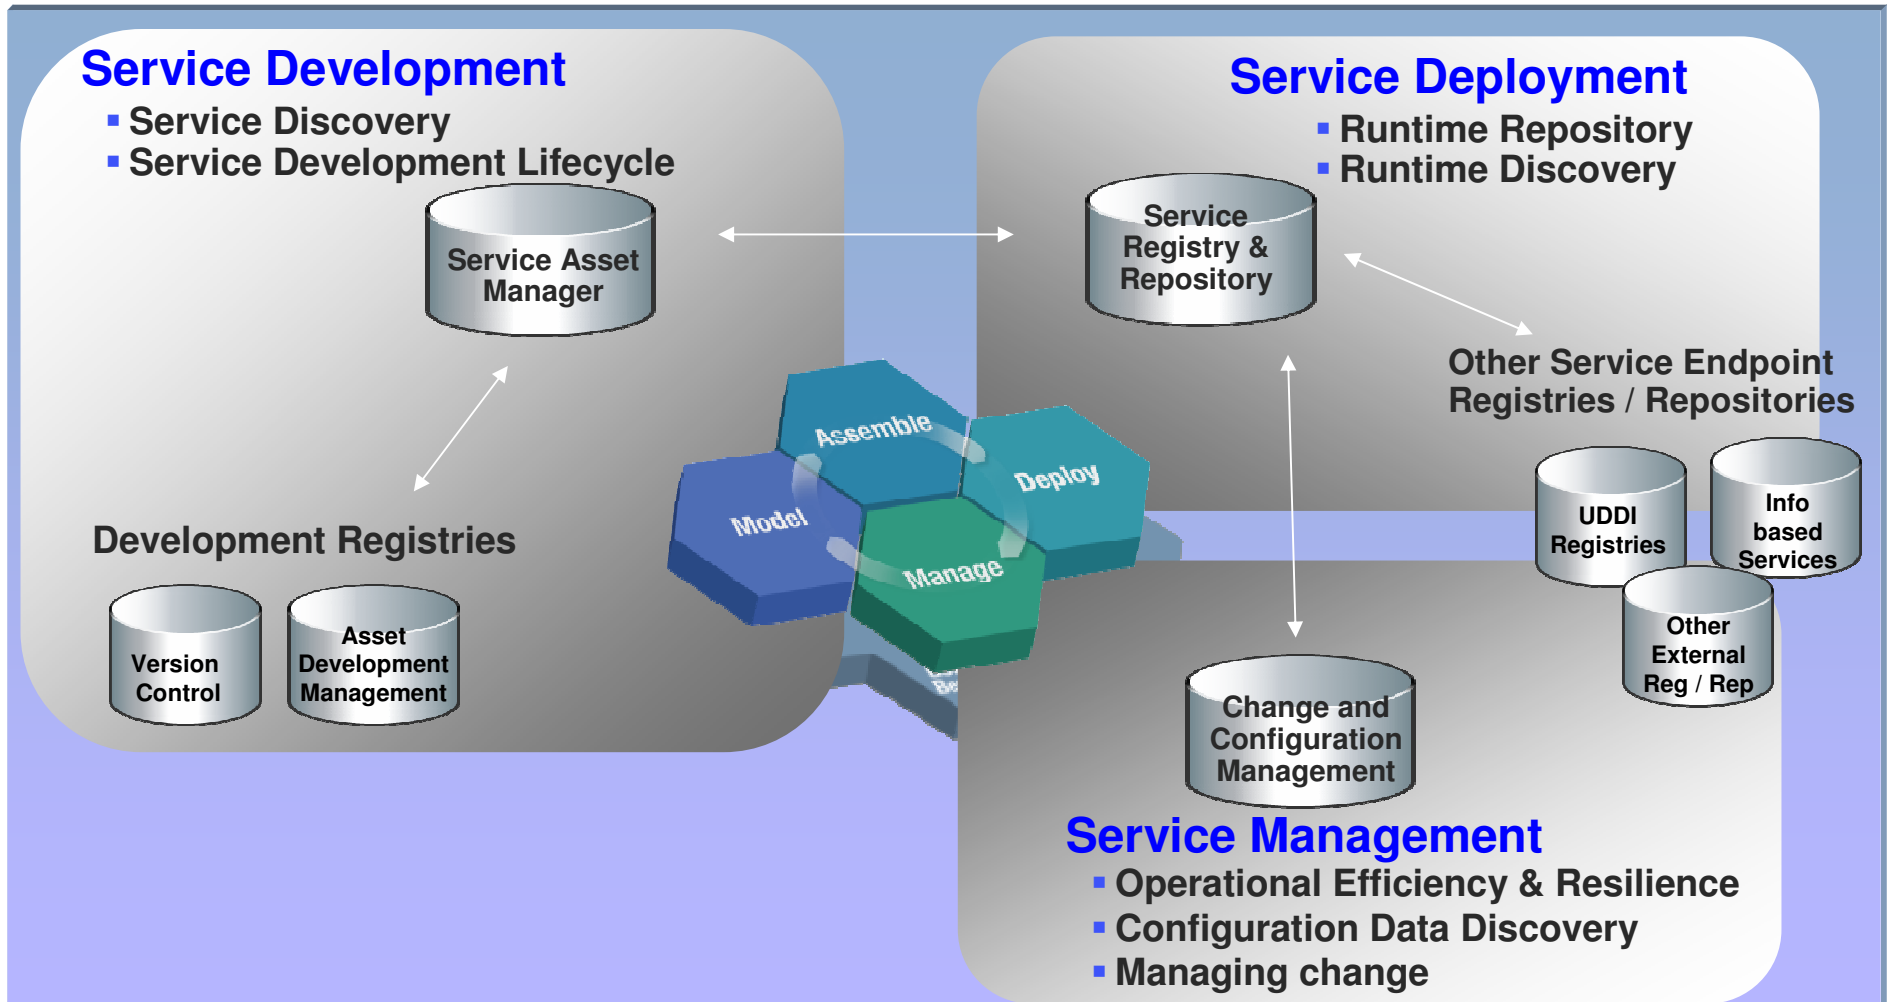 Service Development
Service Discovery
Service Development Lifecycle
Service Asset
Manager
Development Registries
Version
Control
Asset
Development
Management
Service Deployment
Runtime Repository
Runtime Discovery
Service
Registry &
Repository
Other Service Endpoint
Registries / Repositories
UDDI
Registries
Info
based
Services
Other
External
Reg / Rep
Assemble
Deploy
Model
Manage
Change and
Configuration
Management
Service Management
Operational Efficiency & Resilience
Configuration Data Discovery
Managing change